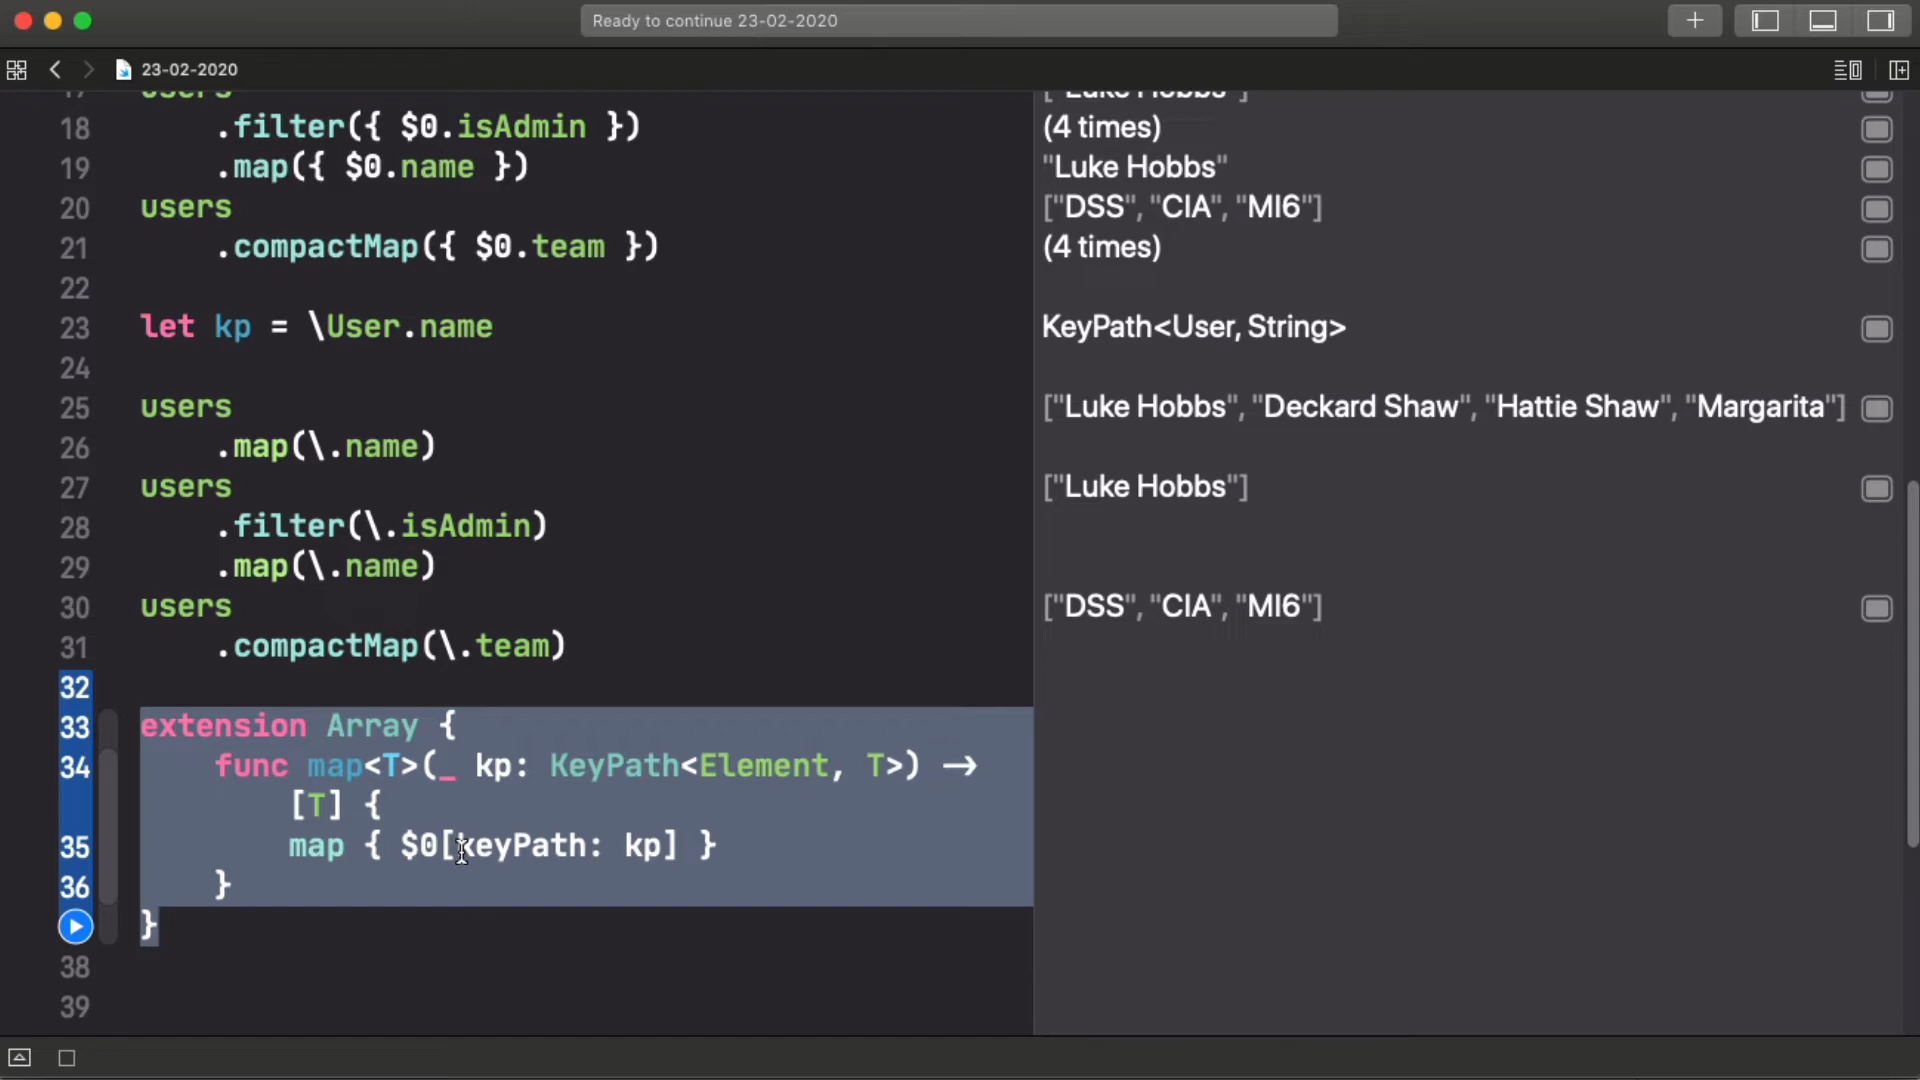 Ready to continue 23-02-2020
23-02-2020
17 users
["Luke Hobbs"]
18 .filter({ $0.isAdmin })
(4 times)
19 .map({ $0.name })
"Luke Hobbs"
20 users
["DSS", "CIA", "MI6"]
21 .compactMap({ $0.team })
(4 times)
22
23 let kp = \User.name
KeyPath<User, String>
24
25 users
["Luke Hobbs", "Deckard Shaw", "Hattie Shaw", "Margarita"]
26 .map(\.name)
27 users
["Luke Hobbs"]
28 .filter(\.isAdmin)
29 .map(\.name)
30 users
["DSS", "CIA", "MI6"]
31 .compactMap(\.team)
32
33 extension Array {
34 func map<T>(_ kp: KeyPath<Element, T>) ->
[T] {
35 map { $0[keyPath: kp] }
36 }
}
38
39